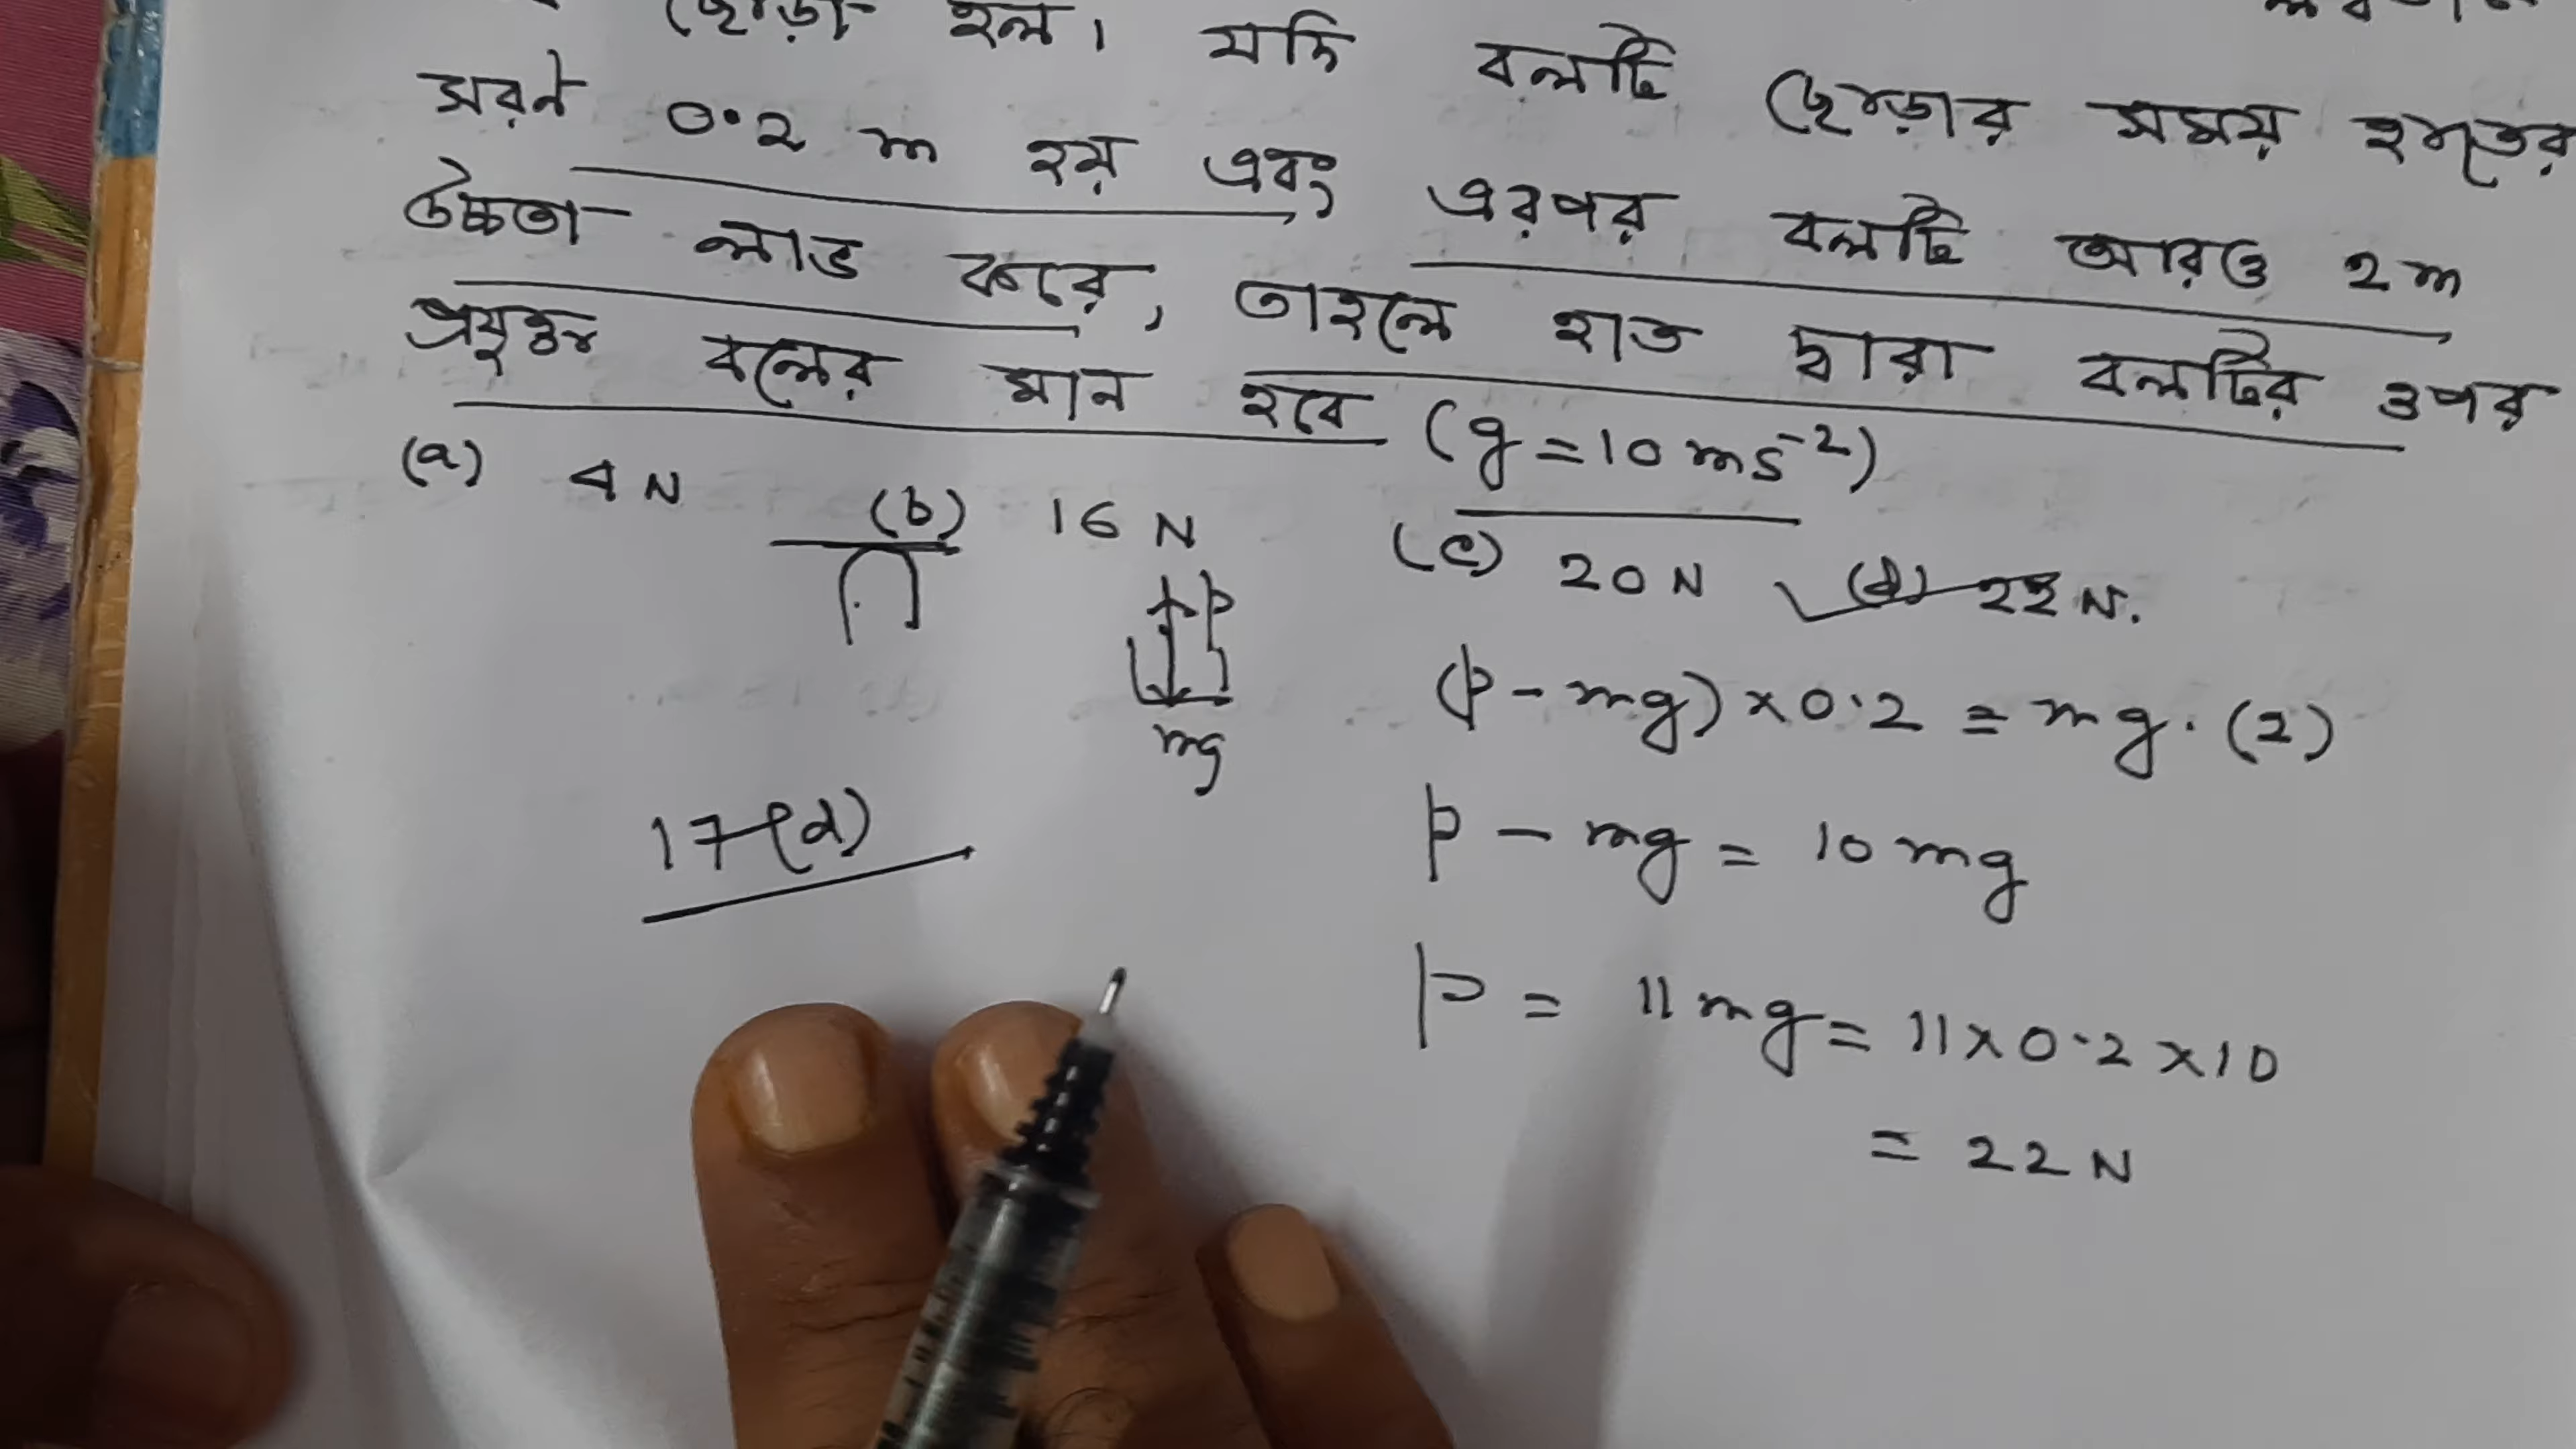 ছোড়া হল। যদি বলটি ছোড়ার সময় হাতের
সরণ 0.2 m হয় এবং এরপর বলটি আরও 2 m
উচ্চতা লাভ করে, তাহলে হাত দ্বারা বলটির ওপর
প্রযুক্ত বলের মান হবে (g = 10 ms⁻²)
(a) 4 N (b) 16 N (c) 20 N (d) 22 N.
p
mg
(p - mg) × 0.2 = mg. (2)
p - mg = 10 mg
17 (d)
p = 11 mg = 11 × 0.2 × 10
= 22 N